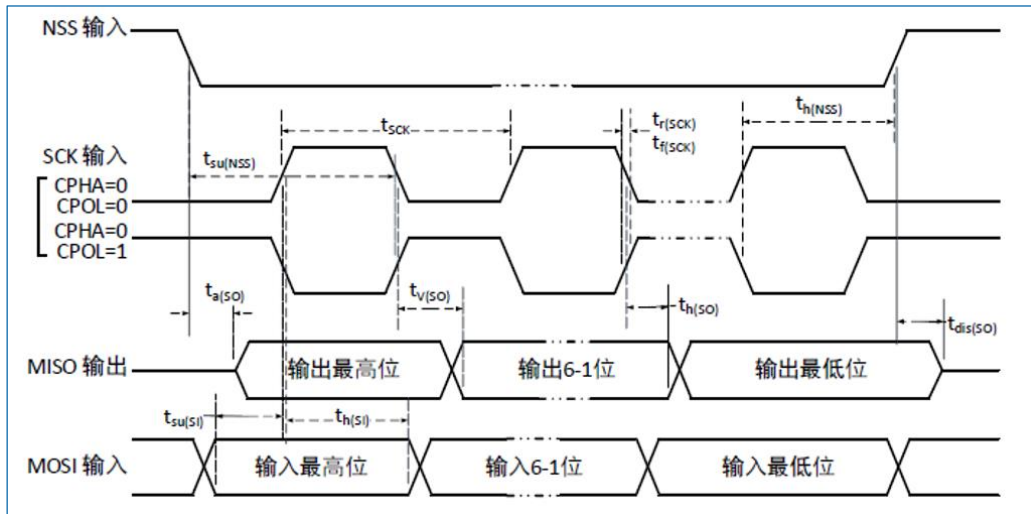 NSS 输入
tSCK
tr(SCK)
tf(SCK)
th(NSS)
SCK 输入
tsu(NSS)
CPHA=0
CPOL=0
CPHA=0
CPOL=1
ta(SO)
tV(SO)
th(SO)
tdis(SO)
MISO 输出
输出最高位
输出6-1位
输出最低位
tsu(SI)
th(SI)
MOSI 输入
输入最高位
输入6-1位
输入最低位